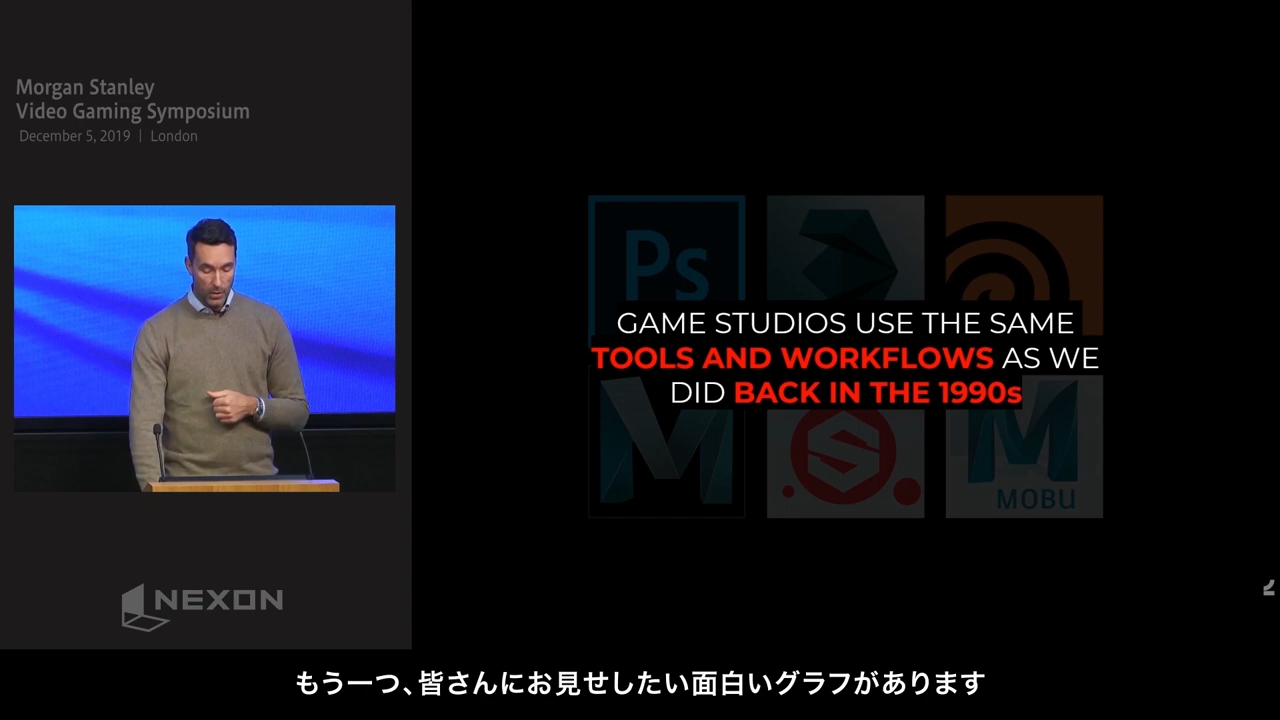 Morgan Stanley
Video Gaming Symposium
December 5, 2019 | London
Ps
GAME STUDIOS USE THE SAME
TOOLS AND WORKFLOWS AS WE
DID BACK IN THE 1990s
MOBU
NEXON
もう一つ、皆さんにお見せしたい面白いグラフがあります